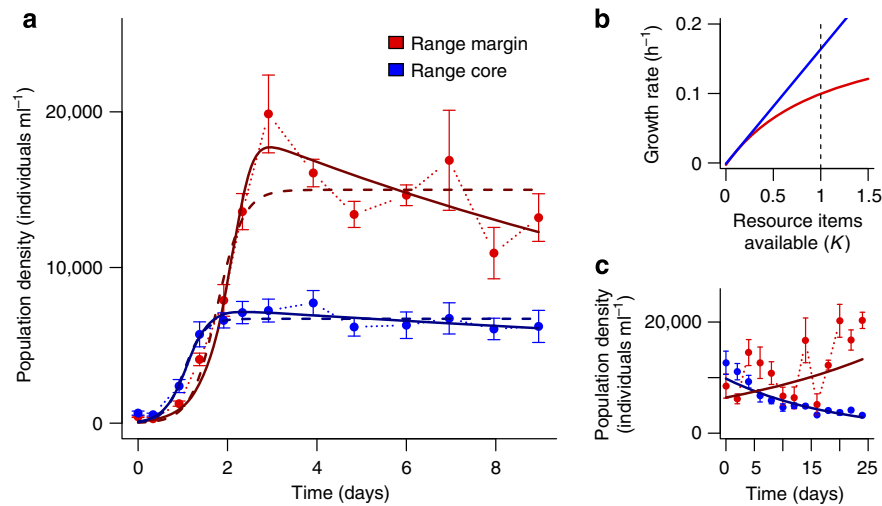 a
Range margin
Range core
20,000
10,000
0
Population density (individuals ml⁻¹)
0
2
4
6
8
Time (days)
b
0.2
0.1
0
Growth rate (h⁻¹)
0
0.5
1
1.5
Resource items
available (K)
c
20,000
0
Population density
(individuals ml⁻¹)
0
5
15
25
Time (days)